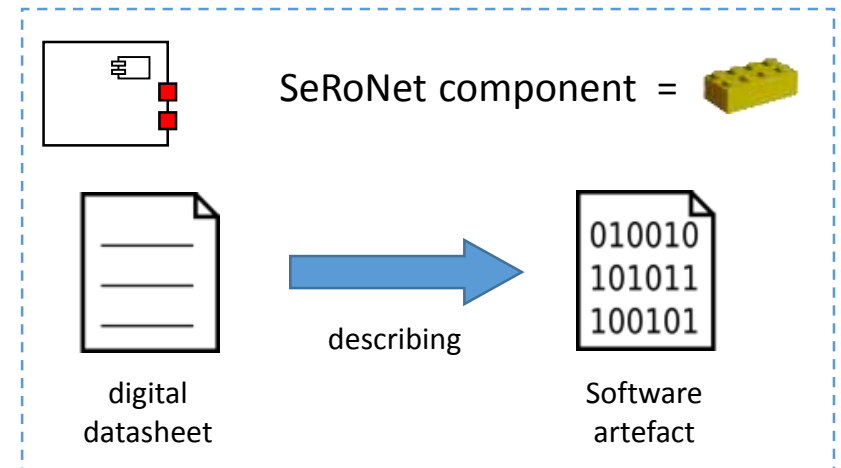 SeRoNet component =
010010
101011
100101
describing
digital
datasheet
Software
artefact